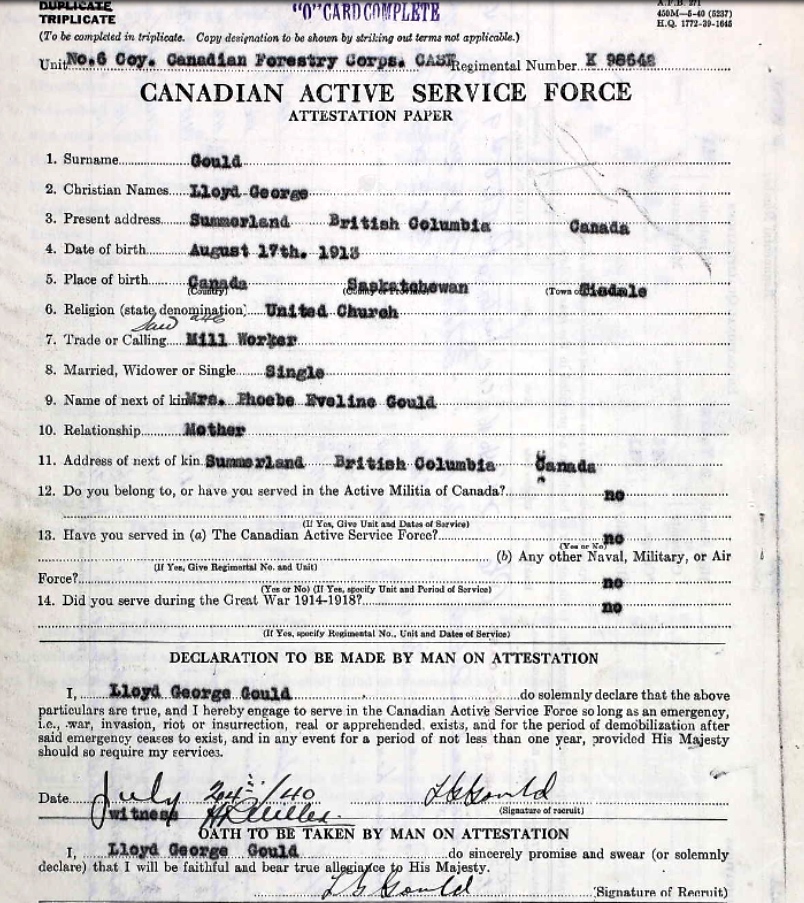 DUPLICATE
TRIPLICATE
"O" CARD COMPLETE
450M—5-40 (5237)
H.Q. 1772-39-1645
(To be completed in triplicate. Copy designation to be shown by striking out terms not applicable.)
Unit No.6 Coy. Canadian Forestry Corps. CASF Regimental Number K 98642
CANADIAN ACTIVE SERVICE FORCE
ATTESTATION PAPER
1. Surname Gould
2. Christian Names Lloyd George
3. Present address Summerland British Columbia Canada
4. Date of birth August 17th. 1913
5. Place of birth Canada Saskatchewan Tisdale
(Country) (Town o
6. Religion (state denomination) United Church
Saw
7. Trade or Calling Mill Worker
8. Married, Widower or Single Single
9. Name of next of kin Mrs. Phoebe Eveline Gould
10. Relationship Mother
11. Address of next of kin Summerland British Columbia Canada
12. Do you belong to, or have you served in the Active Militia of Canada? no
(If Yes, Give Unit and Dates of Service)
13. Have you served in (a) The Canadian Active Service Force? no
(Yes or No)
(b) Any other Naval, Military, or Air
(If Yes, Give Regimental No. and Unit)
Force? no
(Yes or No) (If Yes, specify Unit and Period of Service)
14. Did you serve during the Great War 1914-1918? no
(If Yes, specify Regimental No., Unit and Dates of Service)
DECLARATION TO BE MADE BY MAN ON ATTESTATION
I, Lloyd George Gould do solemnly declare that the above
particulars are true, and I hereby engage to serve in the Canadian Active Service Force so long as an emergency,
i.e., war, invasion, riot or insurrection, real or apprehended, exists, and for the period of demobilization after
said emergency ceases to exist, and in any event for a period of not less than one year, provided His Majesty
should so require my services.
Date July 24/40 L G Gould
(Signature of recruit)
witness
OATH TO BE TAKEN BY MAN ON ATTESTATION
I, Lloyd George Gould do sincerely promise and swear (or solemnly
declare) that I will be faithful and bear true allegiance to His Majesty.
L G Gould (Signature of Recruit)